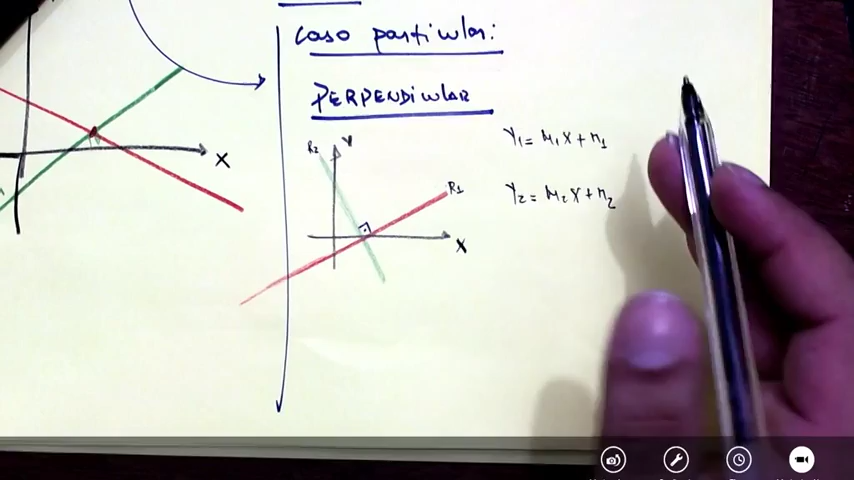 Caso particular:
PERPENDICULAR
R2 Y
R1
X
X
Y1 = M1X + n1
Y2 = M2X + n2